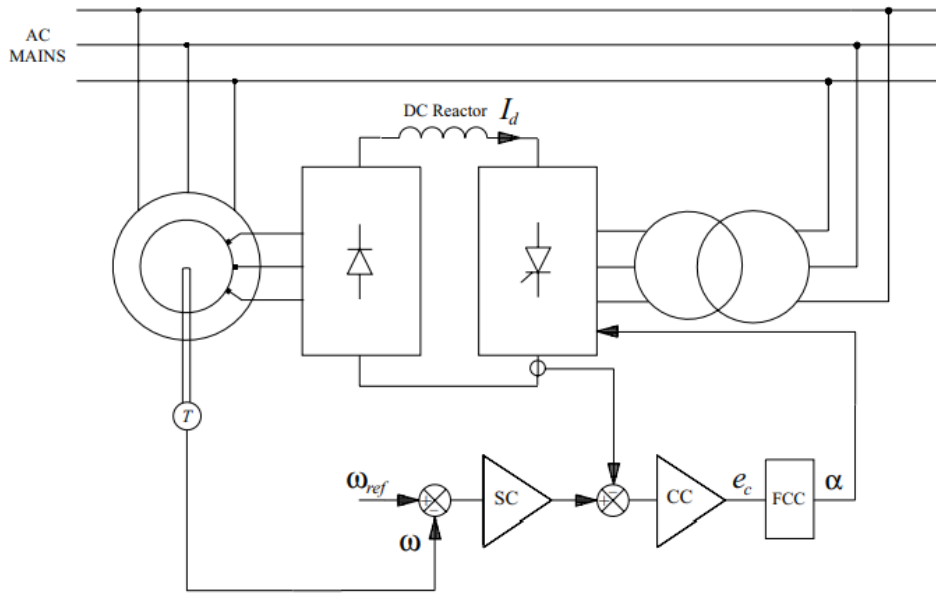 AC
MAINS
DC Reactor
I_d
T
ω_ref
+
−
ω
SC
+
−
CC
e_c
FCC
α